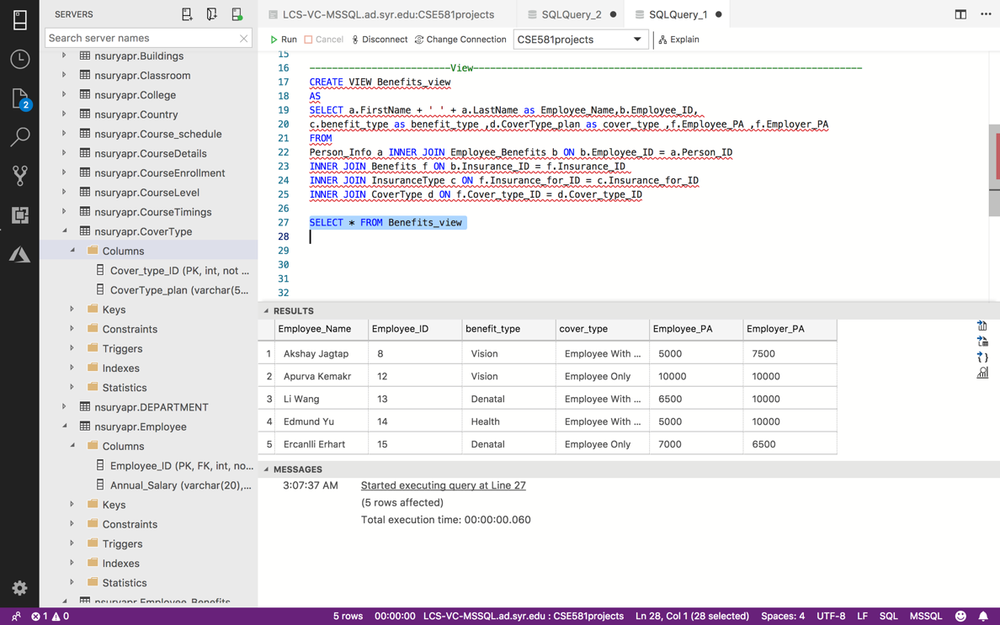 SERVERS
LCS-VC-MSSQL.ad.syr.edu:CSE581projects
SQLQuery_2
SQLQuery_1
Search server names
Run
Cancel
Disconnect
Change Connection
CSE581projects
Explain
2
nsuryapr.Buildings
nsuryapr.Classroom
nsuryapr.College
nsuryapr.Country
nsuryapr.Course_schedule
nsuryapr.CourseDetails
nsuryapr.CourseEnrollment
nsuryapr.CourseLevel
nsuryapr.CourseTimings
nsuryapr.CoverType
Columns
Cover_type_ID (PK, int, not ...
CoverType_plan (varchar(5...
Keys
Constraints
Triggers
Indexes
Statistics
nsuryapr.DEPARTMENT
nsuryapr.Employee
Columns
Employee_ID (PK, FK, int, no...
Annual_Salary (varchar(20),...
Keys
Constraints
Triggers
Indexes
Statistics
nsuryapr.Employee_Benefits
15
16 -------------------------View---------------------------------------------------------------------
17 CREATE VIEW Benefits_view
18 AS
19 SELECT a.FirstName + ' ' + a.LastName as Employee_Name,b.Employee_ID,
20 c.benefit_type as benefit_type ,d.CoverType_plan as cover_type ,f.Employee_PA ,f.Employer_PA
21 FROM
22 Person_Info a INNER JOIN Employee_Benefits b ON b.Employee_ID = a.Person_ID
23 INNER JOIN Benefits f ON b.Insurance_ID = f.Insurance_ID
24 INNER JOIN InsuranceType c ON f.Insurance_for_ID = c.Insurance_for_ID
25 INNER JOIN CoverType d ON f.Cover_type_ID = d.Cover_type_ID
26
27 SELECT * FROM Benefits_view
28
29
30
31
32
RESULTS
Employee_Name Employee_ID benefit_type cover_type Employee_PA Employer_PA
1 Akshay Jagtap 8 Vision Employee With ... 5000 7500
2 Apurva Kemakr 12 Vision Employee Only 10000 10000
3 Li Wang 13 Denatal Employee With ... 6500 10000
4 Edmund Yu 14 Health Employee With ... 5000 10000
5 Ercanlli Erhart 15 Denatal Employee Only 7000 6500
MESSAGES
3:07:37 AM Started executing query at Line 27
(5 rows affected)
Total execution time: 00:00:00.060
1 0 5 rows 00:00:00 LCS-VC-MSSQL.ad.syr.edu : CSE581projects Ln 28, Col 1 (28 selected) Spaces: 4 UTF-8 LF SQL MSSQL